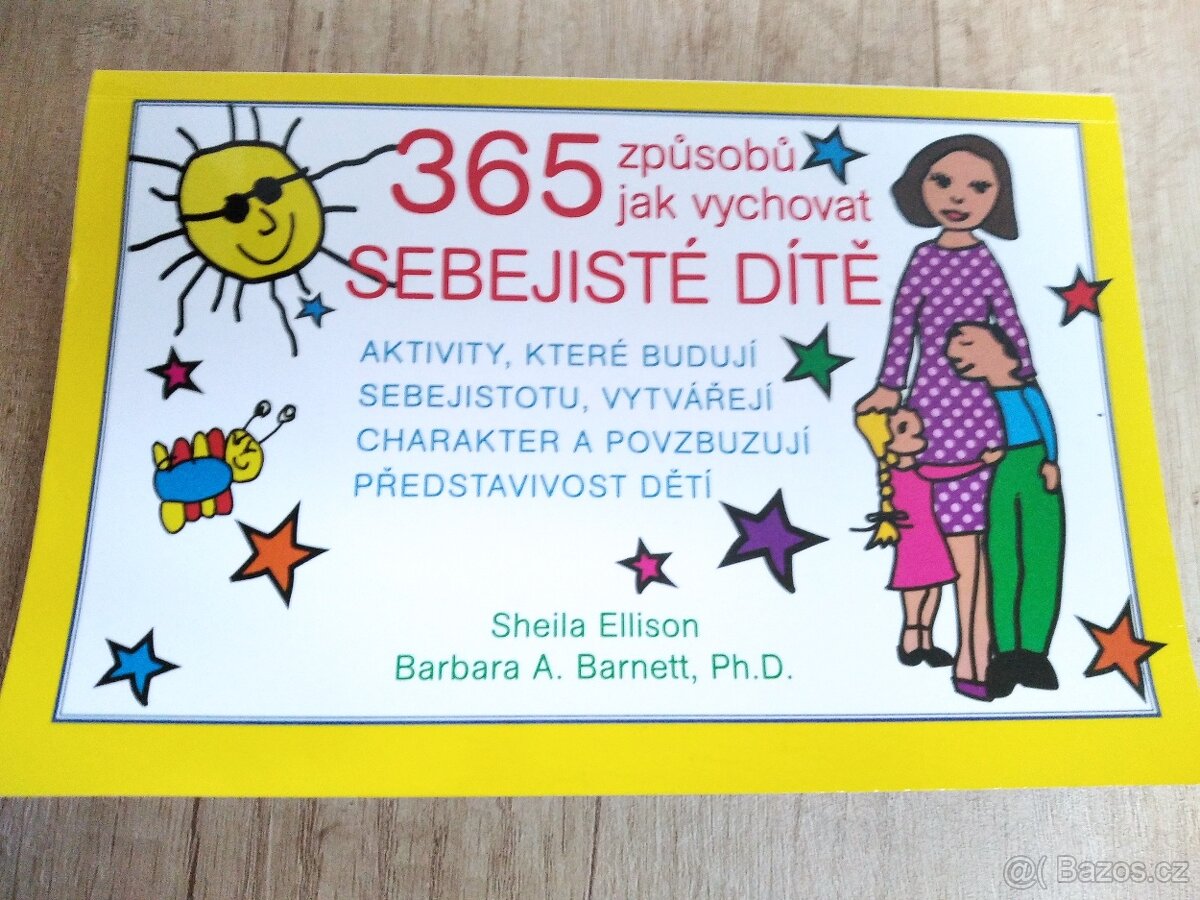 365 způsobů
jak vychovat
SEBEJISTÉ DÍTĚ
AKTIVITY, KTERÉ BUDUJÍ
SEBEJISTOTU, VYTVÁŘEJÍ
CHARAKTER A POVZBUZUJÍ
PŘEDSTAVIVOST DĚTÍ
Sheila Ellison
Barbara A. Barnett, Ph.D.
@( Bazos.cz